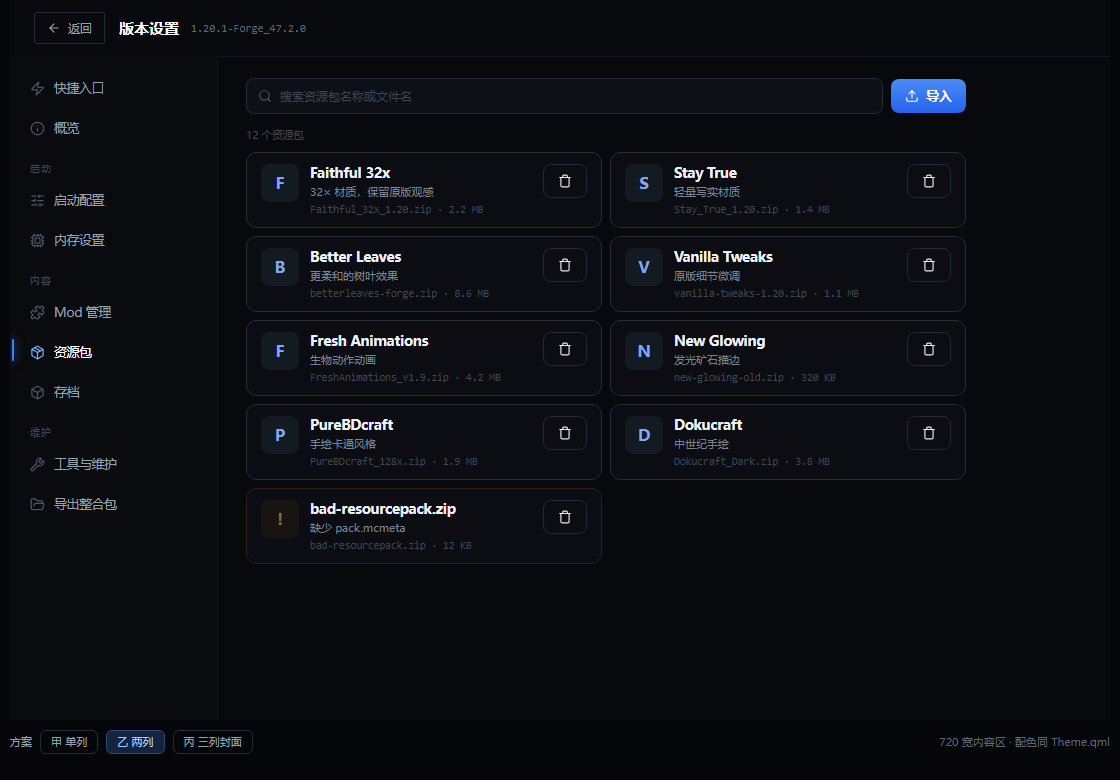 返回 版本设置 1.20.1-Forge_47.2.0
快捷入口
概览
启动
启动配置
内存设置
内容
Mod 管理
资源包
存档
维护
工具与维护
导出整合包
搜索资源包名称或文件名
导入
12 个资源包
F
Faithful 32x
32× 材质，保留原版观感
Faithful_32x_1.20.zip · 2.2 MB
S
Stay True
轻量写实材质
Stay_True_1.20.zip · 1.4 MB
B
Better Leaves
更柔和的树叶效果
betterleaves-forge.zip · 8.6 MB
V
Vanilla Tweaks
原版细节微调
vanilla-tweaks-1.20.zip · 1.1 MB
F
Fresh Animations
生物动作动画
FreshAnimations_v1.9.zip · 4.2 MB
N
New Glowing
发光矿石描边
new-glowing-old.zip · 320 KB
P
PureBDcraft
手绘卡通风格
PureBDcraft_128x.zip · 1.9 MB
D
Dokucraft
中世纪手绘
Dokucraft_Dark.zip · 3.8 MB
!
bad-resourcepack.zip
缺少 pack.mcmeta
bad-resourcepack.zip · 12 KB
方案 甲 单列 乙 两列 丙 三列封面
720 宽内容区 · 配色同 Theme.qml